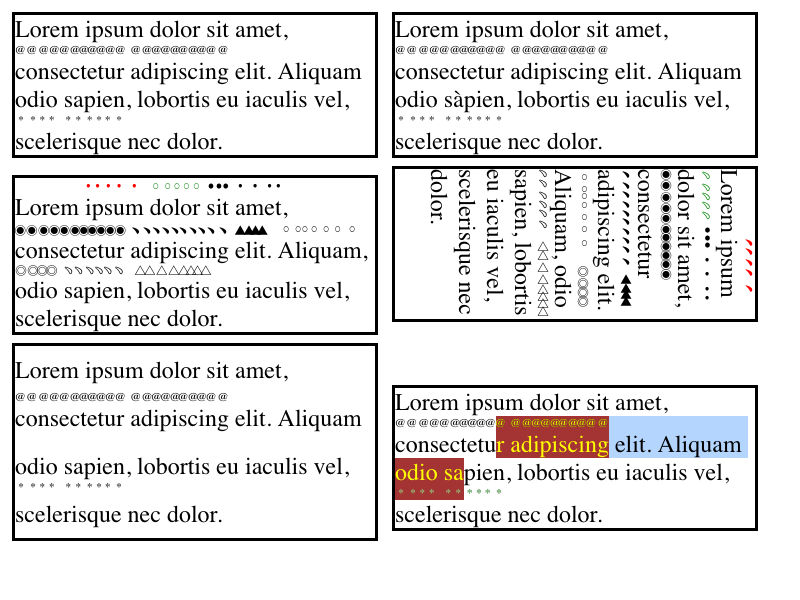 Lorem ipsum dolor sit amet,
consectetur adipiscing elit. Aliquam
odio sapien, lobortis eu iaculis vel,
scelerisque nec dolor.
Lorem ipsum dolor sit amet,
consectetur adipiscing elit. Aliquam
odio sàpien, lobortis eu iaculis vel,
scelerisque nec dolor.
Lorem ipsum dolor sit amet,
consectetur adipiscing elit. Aliquam,
odio sapien, lobortis eu iaculis vel,
scelerisque nec dolor.
Lorem ipsum
dolor sit amet,
consectetur
adipiscing elit.
Aliquam, odio
sapien, lobortis
eu iaculis vel,
scelerisque nec
dolor.
Lorem ipsum dolor sit amet,
consectetur adipiscing elit. Aliquam
odio sapien, lobortis eu iaculis vel,
scelerisque nec dolor.
Lorem ipsum dolor sit amet,
consectetur adipiscing elit. Aliquam
odio sapien, lobortis eu iaculis vel,
scelerisque nec dolor.